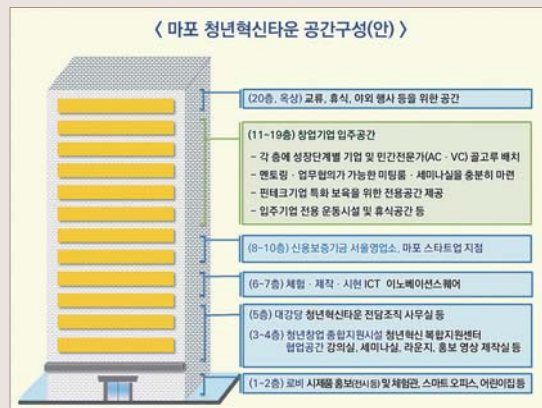 < 마포 청년혁신타운 공간구성(안) >
(20층, 옥상) 교류, 휴식, 야외 행사 등을 위한 공간
(11~19층) 창업기업 입주공간
- 각 층에 성장단계별 기업 및 민간전문가(AC · VC) 골고루 배치
- 멘토링 · 업무협의가 가능한 미팅룸 · 세미나실을 충분히 마련
- 핀테크기업 특화 보육을 위한 전용공간 제공
- 입주기업 전용 운동시설 및 휴식공간 등
(8~10층) 신용보증기금 서울영업소, 마포 스타트업 지점
(6~7층) 체험 · 제작 · 시현 ICT 이노베이션스퀘어
(5층) 대강당 청년혁신타운 전담조직 사무실 등
(3~4층) 청년창업 종합지원시설 청년혁신 복합지원센터
협업공간 강의실, 세미나실, 라운지, 홍보 영상 제작실 등
(1~2층) 로비 시제품 홍보(전시 등) 및 체험관, 스마트 오피스, 어린이집 등